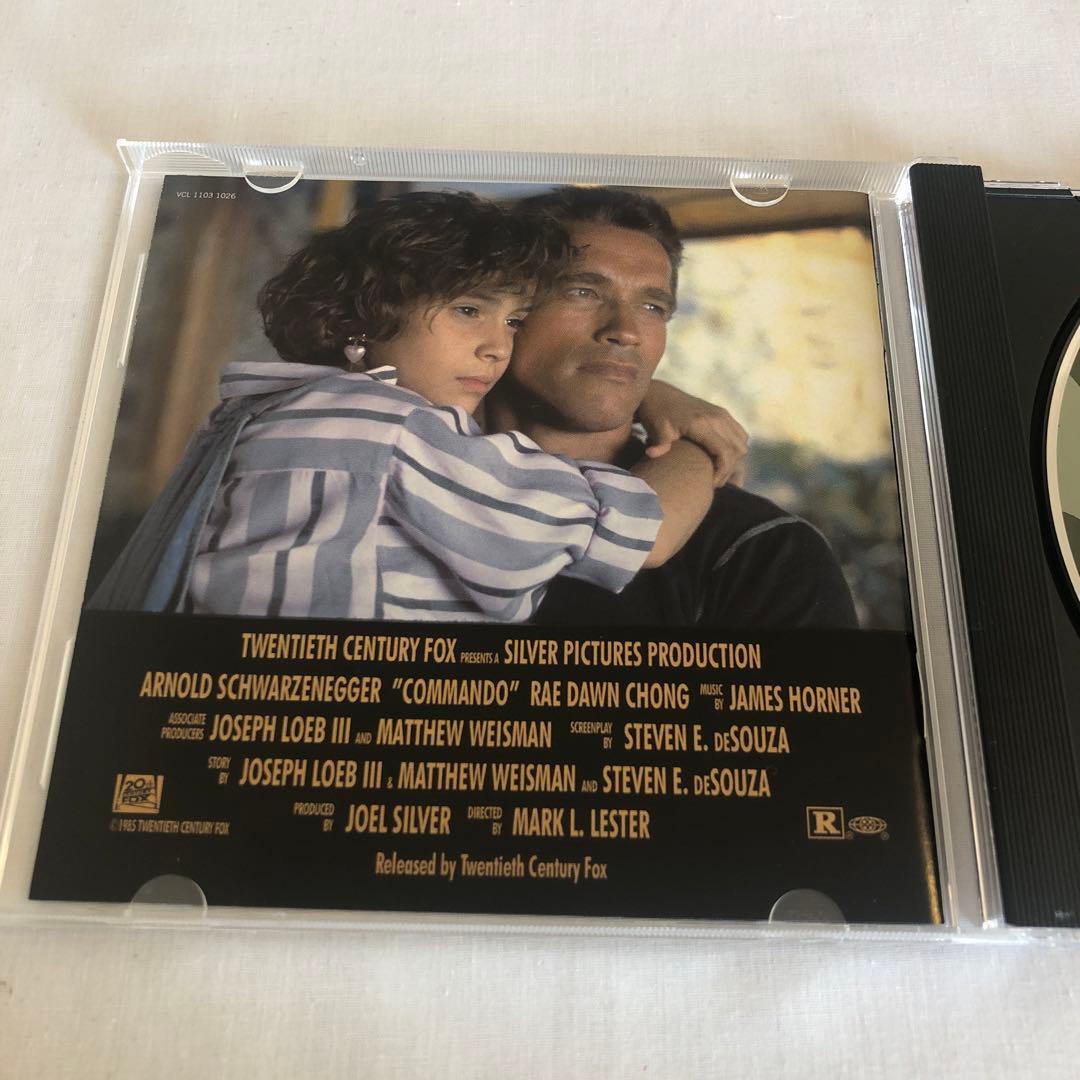 VCL 1103 1026
TWENTIETH CENTURY FOX PRESENTS A SILVER PICTURES PRODUCTION
ARNOLD SCHWARZENEGGER "COMMANDO" RAE DAWN CHONG MUSIC BY JAMES HORNER
ASSOCIATE PRODUCERS JOSEPH LOEB III AND MATTHEW WEISMAN SCREENPLAY BY STEVEN E. DESOUZA
STORY BY JOSEPH LOEB III & MATTHEW WEISMAN AND STEVEN E. DESOUZA
PRODUCED BY JOEL SILVER DIRECTED BY MARK L. LESTER
20th CENTURY FOX
© 1985 TWENTIETH CENTURY FOX
R
Released by Twentieth Century Fox